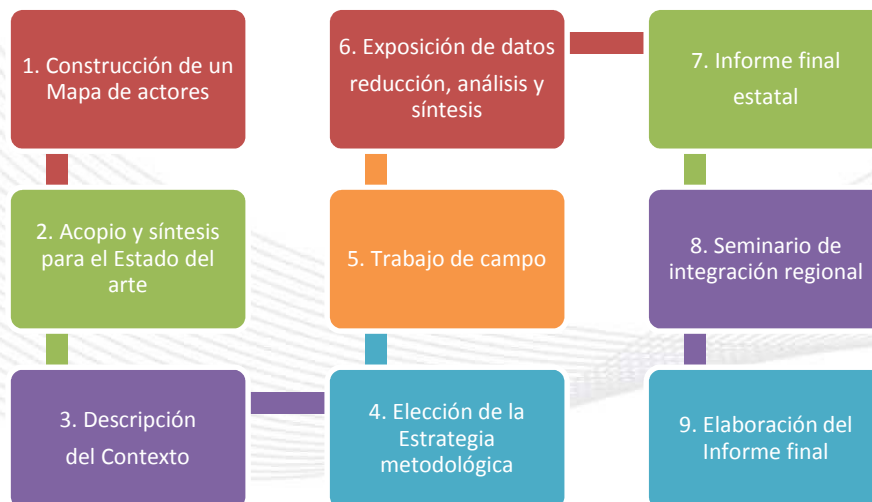 1. Construcción de un
Mapa de actores
2. Acopio y síntesis
para el Estado del
arte
3. Descripción
del Contexto
4. Elección de la
Estrategia
metodológica
5. Trabajo de campo
6. Exposición de datos
reducción, análisis y
síntesis
7. Informe final
estatal
8. Seminario de
integración regional
9. Elaboración del
Informe final